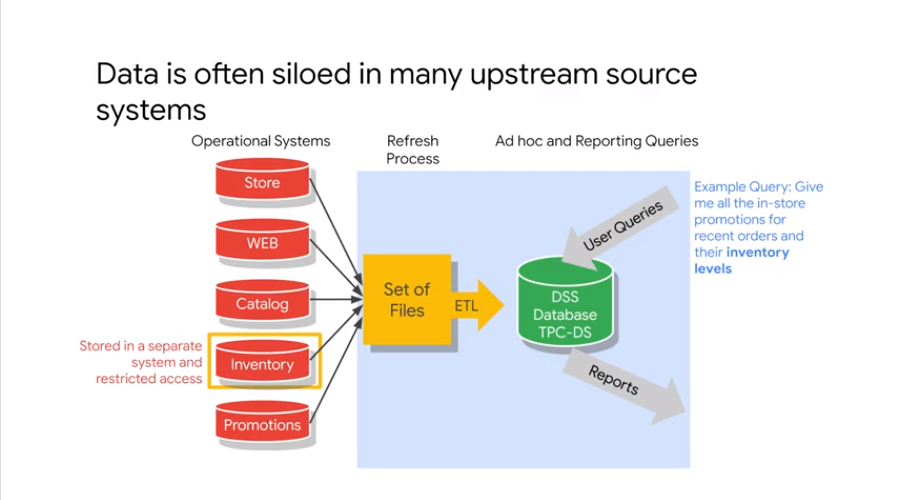 Data is often siloed in many upstream source
systems
Operational Systems
Refresh
Process
Ad hoc and Reporting Queries
Store
WEB
Catalog
Inventory
Promotions
Stored in a separate
system and
restricted access
Set of
Files
ETL
DSS
Database
TPC-DS
User Queries
Reports
Example Query: Give
me all the in-store
promotions for
recent orders and
their inventory
levels